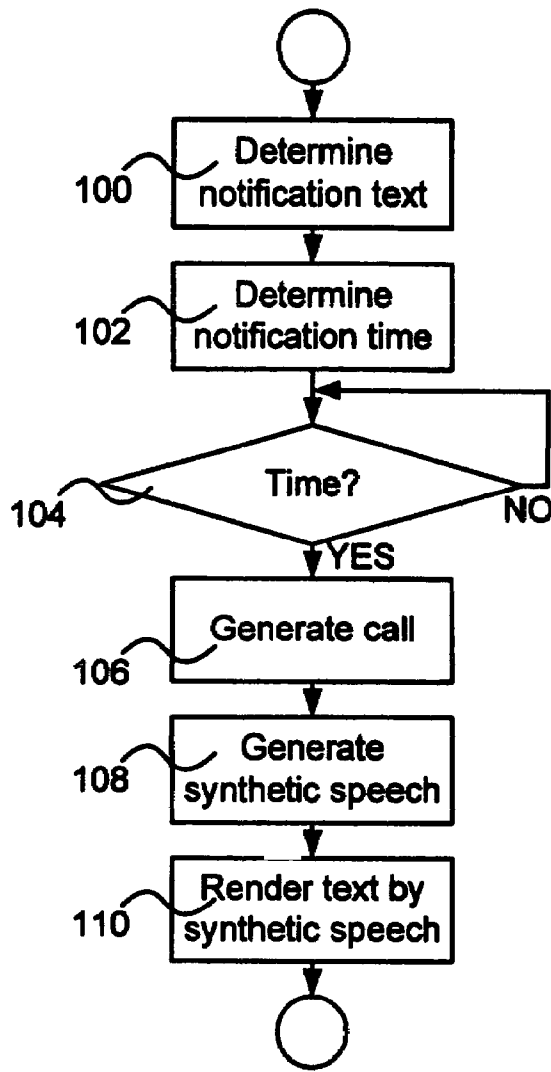 Determine
notification text
100
Determine
notification time
102
Time?
104
NO
YES
Generate call
106
Generate
synthetic speech
108
Render text by
synthetic speech
110